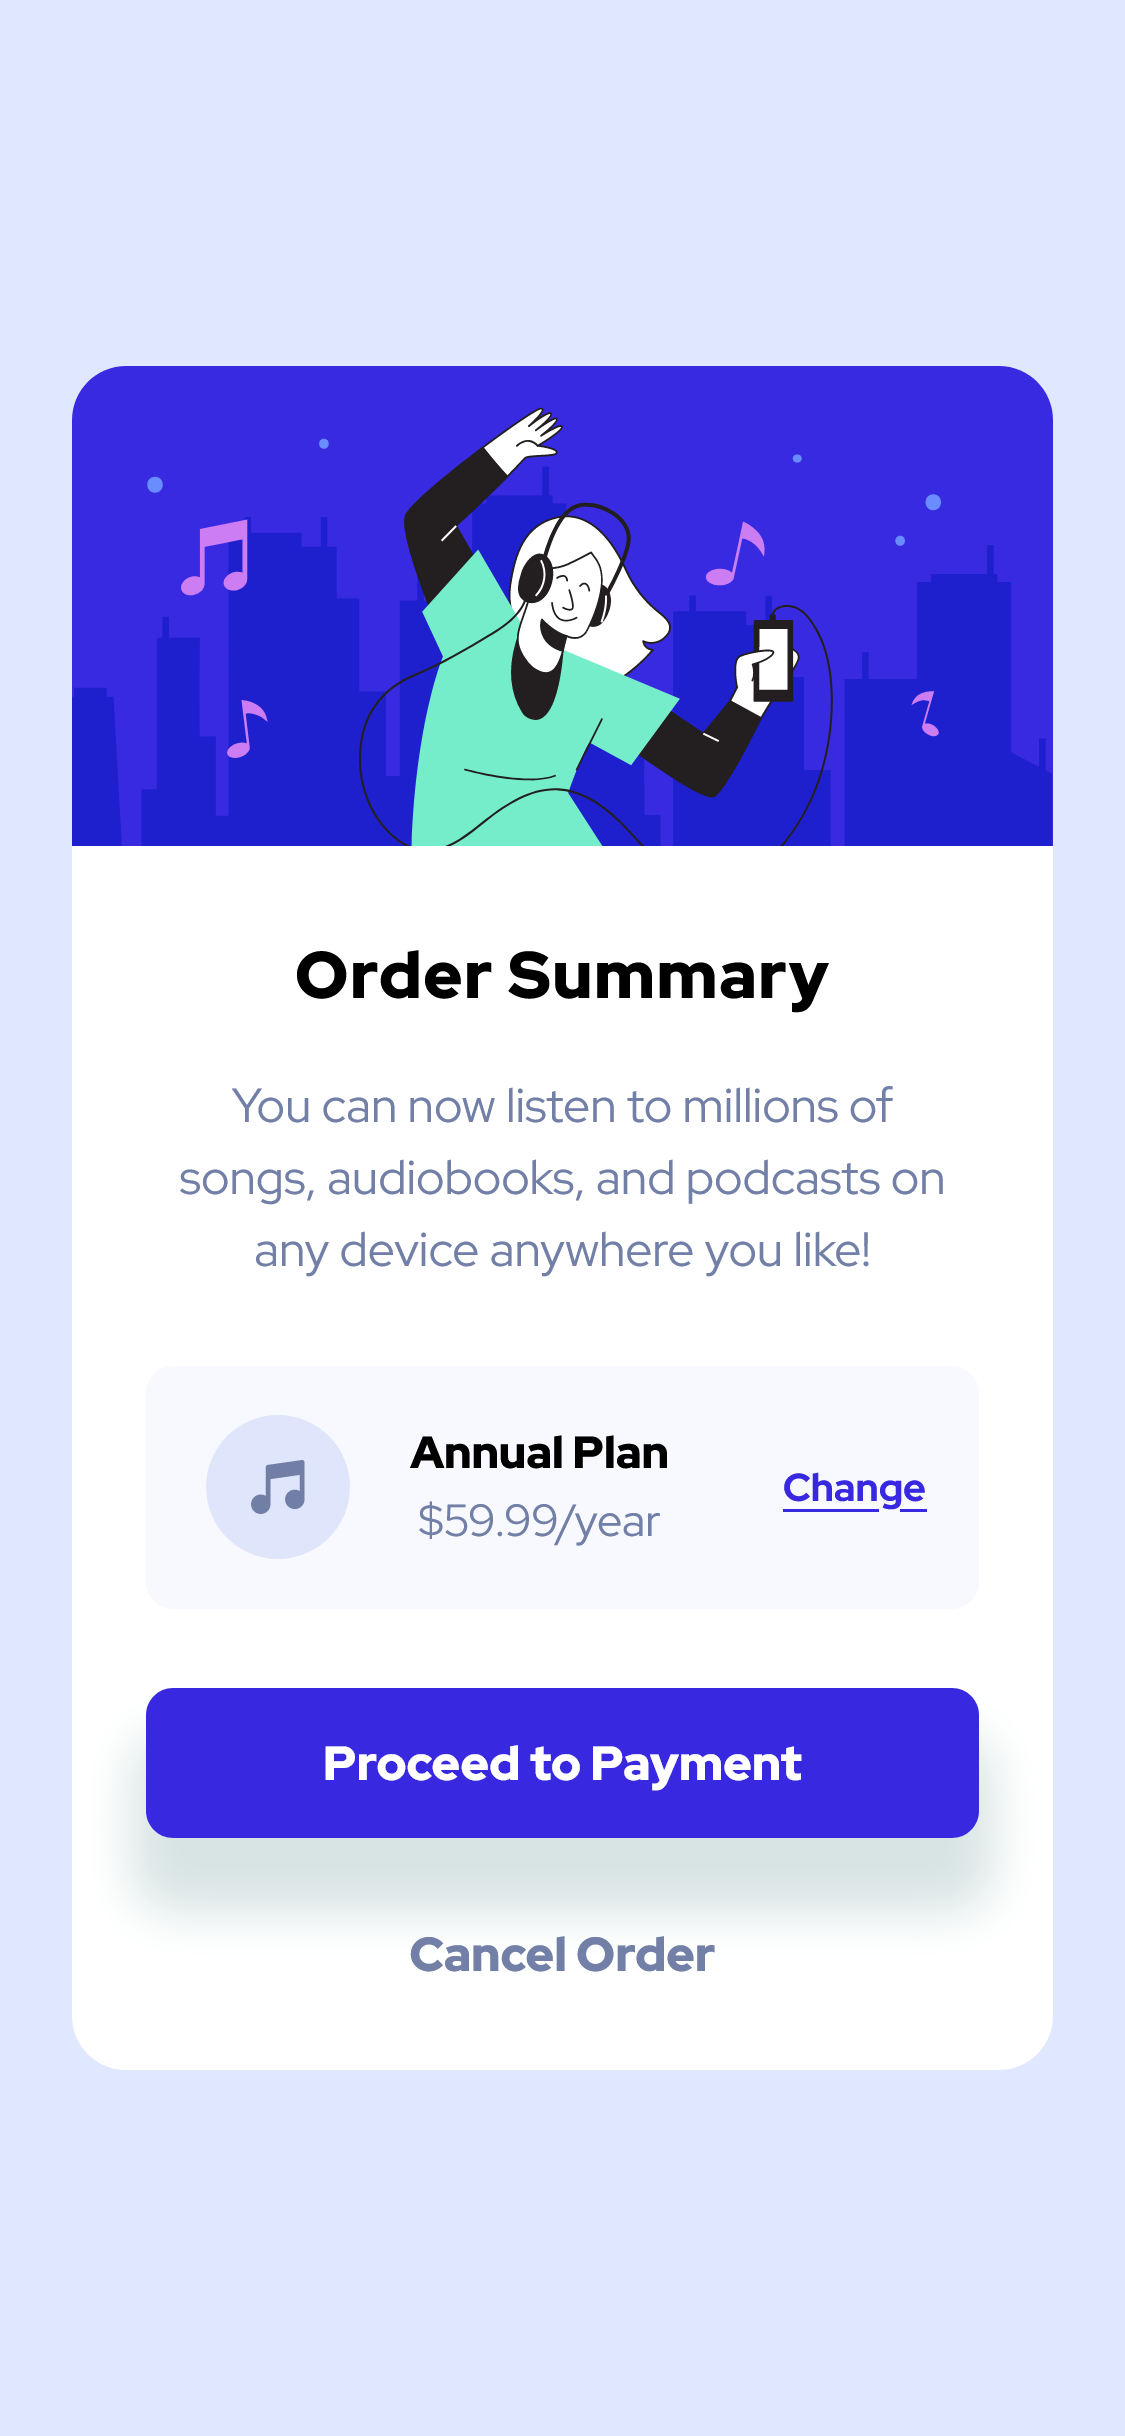 Order Summary
You can now listen to millions of
songs, audiobooks, and podcasts on
any device anywhere you like!
Annual Plan
$59.99/year
Change
Proceed to Payment
Cancel Order